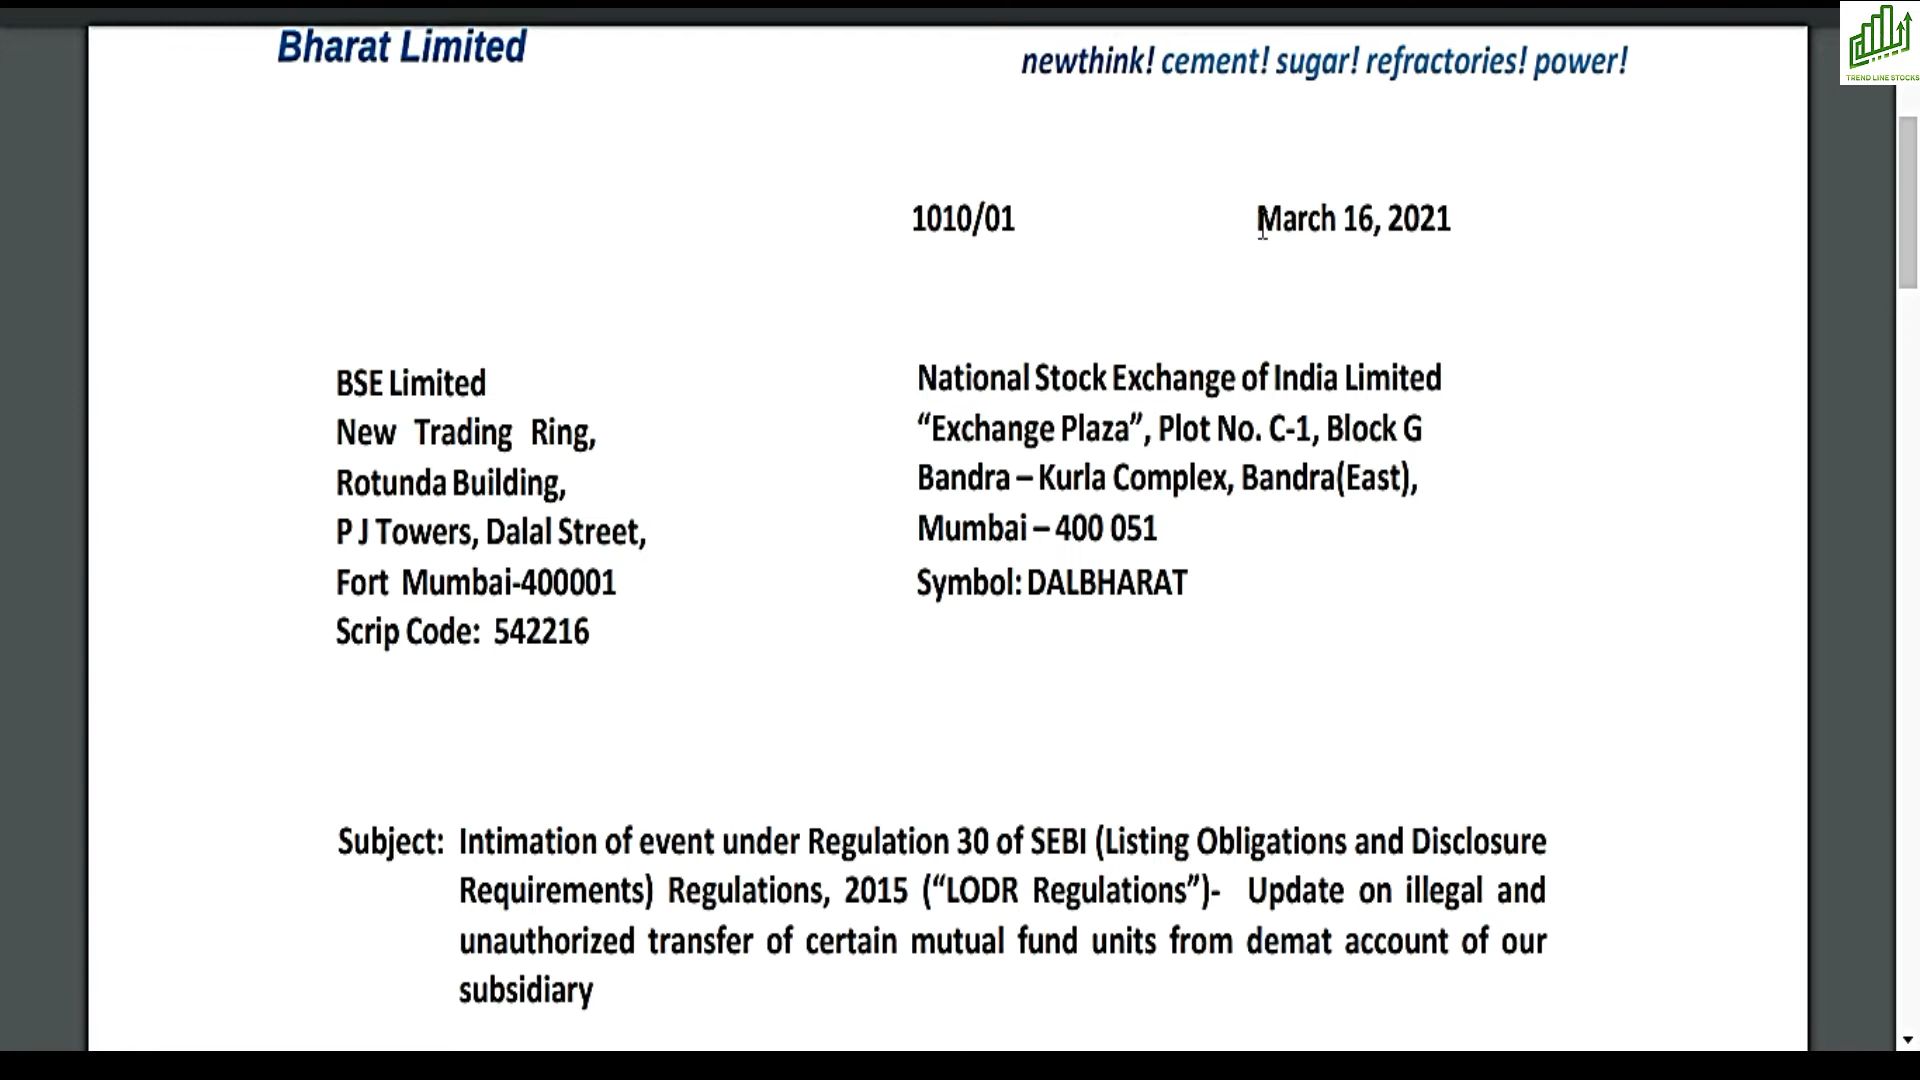 Bharat Limited
newthink! cement! sugar! refractories! power!
TREND LINE STOCKS
1010/01
March 16, 2021
BSE Limited
New Trading Ring,
Rotunda Building,
P J Towers, Dalal Street,
Fort Mumbai-400001
Scrip Code: 542216
National Stock Exchange of India Limited
“Exchange Plaza”, Plot No. C-1, Block G
Bandra – Kurla Complex, Bandra(East),
Mumbai – 400 051
Symbol: DALBHARAT
Subject: Intimation of event under Regulation 30 of SEBI (Listing Obligations and Disclosure
Requirements) Regulations, 2015 (“LODR Regulations”)- Update on illegal and
unauthorized transfer of certain mutual fund units from demat account of our
subsidiary